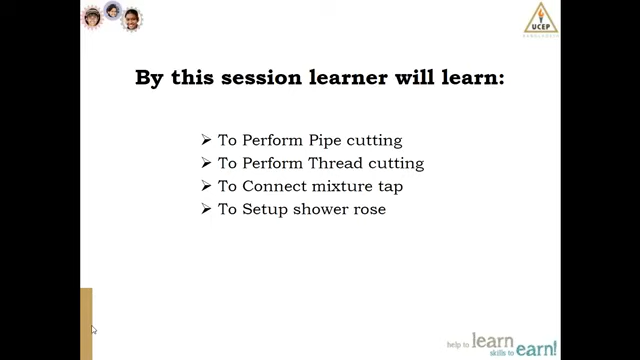 UCEP
BANGLADESH
By this session learner will learn:
➢ To Perform Pipe cutting
➢ To Perform Thread cutting
➢ To Connect mixture tap
➢ To Setup shower rose
help to learn
skills to earn!